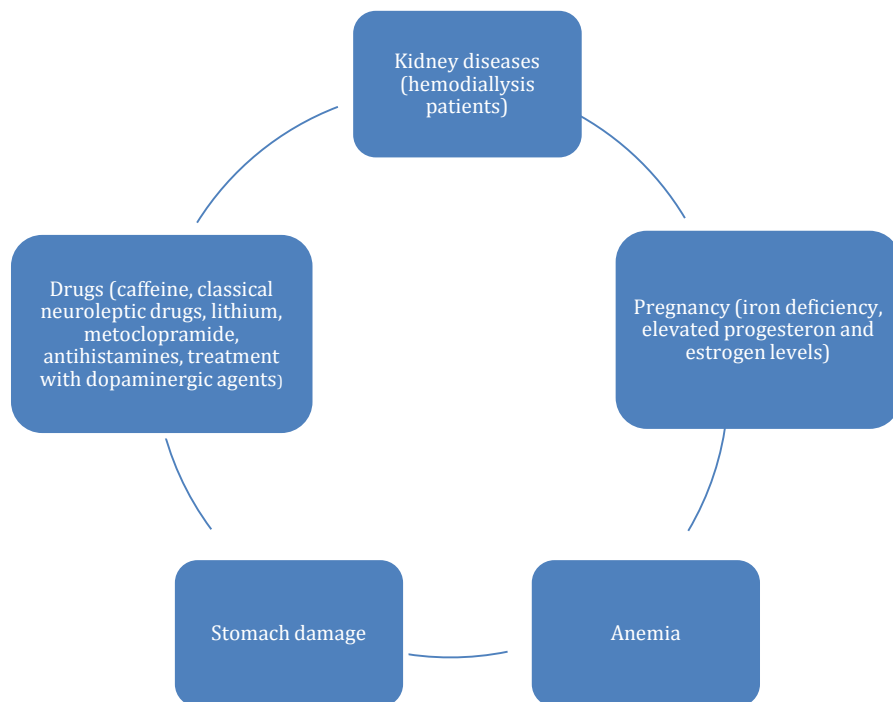 Kidney diseases
(hemodiallysis
patients)
Pregnancy (iron deficiency,
elevated progesteron and
estrogen levels)
Anemia
Stomach damage
Drugs (caffeine, classical
neuroleptic drugs, lithium,
metoclopramide,
antihistamines, treatment
with dopaminergic agents)